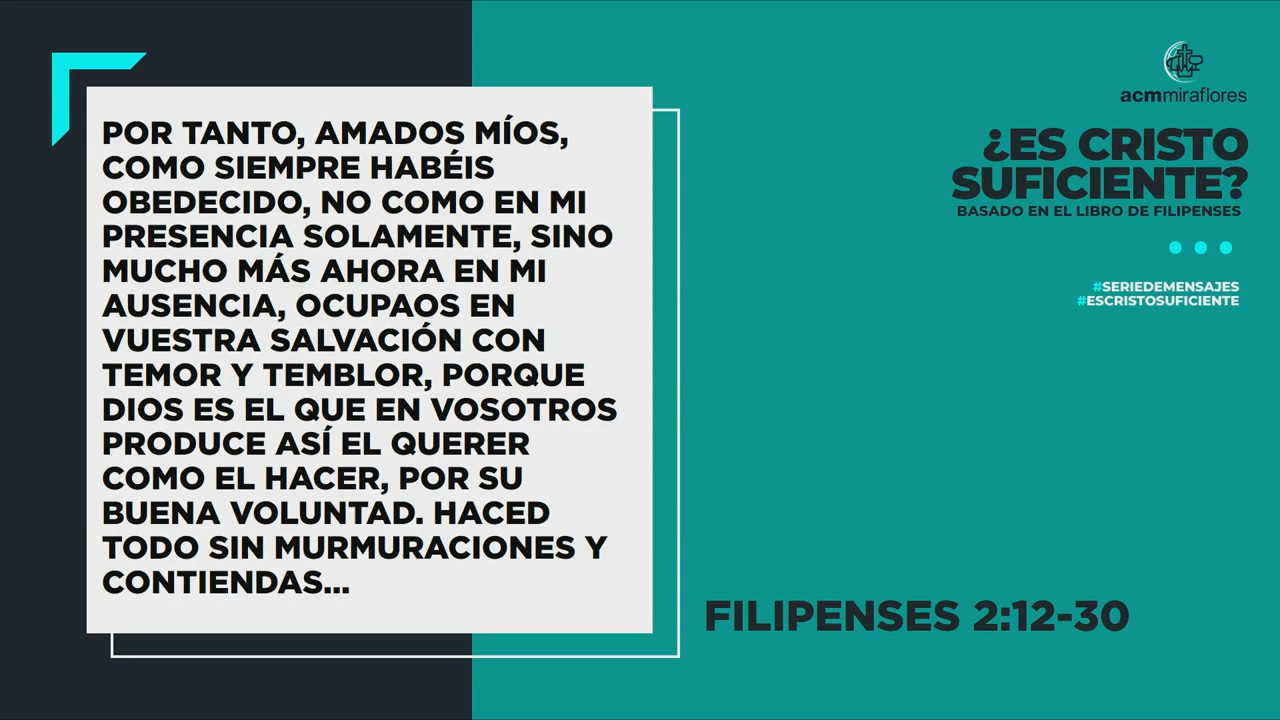 POR TANTO, AMADOS MÍOS,
COMO SIEMPRE HABÉIS
OBEDECIDO, NO COMO EN MI
PRESENCIA SOLAMENTE, SINO
MUCHO MÁS AHORA EN MI
AUSENCIA, OCUPAOS EN
VUESTRA SALVACIÓN CON
TEMOR Y TEMBLOR, PORQUE
DIOS ES EL QUE EN VOSOTROS
PRODUCE ASÍ EL QUERER
COMO EL HACER, POR SU
BUENA VOLUNTAD. HACED
TODO SIN MURMURACIONES Y
CONTIENDAS...
acmmiraflores
¿ES CRISTO
SUFICIENTE?
BASADO EN EL LIBRO DE FILIPENSES
#SERIEDEMENSAJES
#ESCRISTOSUFICIENTE
FILIPENSES 2:12-30